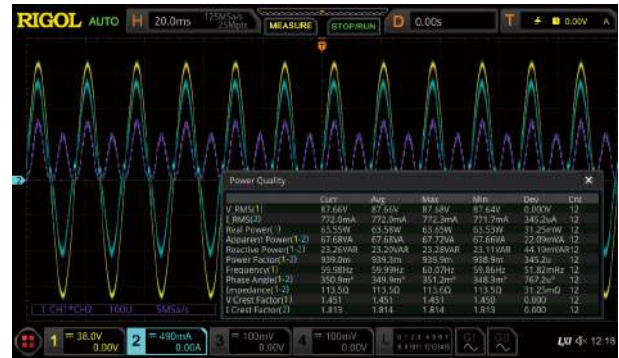 RIGOL AUTO H 20.0ms 125MSa/s 25Mpts MEASURE STOP/RUN D 0.00s T 0.00V A
T
2
Power Quality ×
Curr Avg Max Min Dev Cnt
V_RMS(1) 87.66V 87.66V 87.68V 87.64V 0.000V 12
I_RMS(2) 772.0mA 772.0mA 772.3mA 771.7mA 345.2uA 12
Real Power(1) 63.55W 63.58W 63.65W 63.53W 31.25mW 12
Apparent Power(1-2) 67.68VA 67.68VA 67.72VA 67.66VA 22.09mVA 12
Reactive Power(1-2) 23.26VAR 23.20VAR 23.28VAR 23.11VAR 44.19mVAR 12
Power Factor(1-2) 939.0m 939.3m 939.9m 938.9m 345.2u 12
Frequency(1) 59.98Hz 59.99Hz 60.07Hz 59.86Hz 51.82mHz 12
Phase Angle(1-2) 350.9m° 349.9m° 351.2m° 348.3m° 767.2u° 12
Impedance(1-2) 113.5Ω 113.5Ω 113.6Ω 113.5Ω 31.25mΩ 12
V Crest Factor(1) 1.451 1.451 1.451 1.450 0.000 12
I Crest Factor(2) 1.813 1.814 1.814 1.813 0.000 12
CH1*CH2 100U 5MSa/s
1 38.0V 0.00V 2 490mA 0.00A 3 100mV 0.00V 4 100mV 0.00V L G1 G2 LXI 12:18